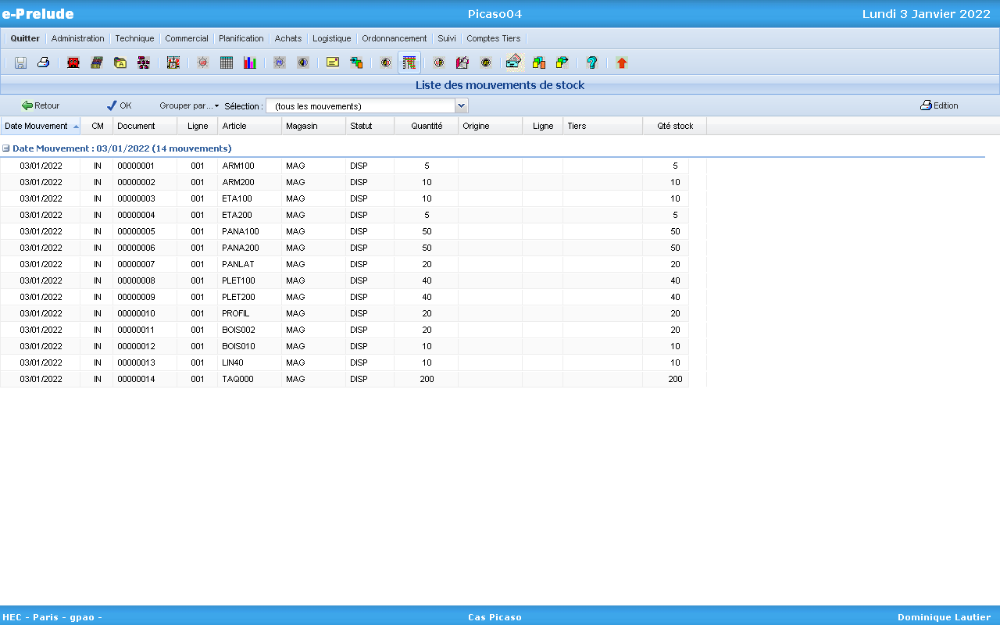 e-Prelude Picaso04 Lundi 3 Janvier 2022
Quitter Administration Technique Commercial Planification Achats Logistique Ordonnancement Suivi Comptes Tiers
Liste des mouvements de stock
Retour OK Grouper par... Sélection : (tous les mouvements) Edition
Date Mouvement CM Document Ligne Article Magasin Statut Quantité Origine Ligne Tiers Qté stock
Date Mouvement : 03/01/2022 (14 mouvements)
03/01/2022 IN 00000001 001 ARM100 MAG DISP 5 5
03/01/2022 IN 00000002 001 ARM200 MAG DISP 10 10
03/01/2022 IN 00000003 001 ETA100 MAG DISP 10 10
03/01/2022 IN 00000004 001 ETA200 MAG DISP 5 5
03/01/2022 IN 00000005 001 PANA100 MAG DISP 50 50
03/01/2022 IN 00000006 001 PANA200 MAG DISP 50 50
03/01/2022 IN 00000007 001 PANLAT MAG DISP 20 20
03/01/2022 IN 00000008 001 PLET100 MAG DISP 40 40
03/01/2022 IN 00000009 001 PLET200 MAG DISP 40 40
03/01/2022 IN 00000010 001 PROFIL MAG DISP 20 20
03/01/2022 IN 00000011 001 BOIS002 MAG DISP 20 20
03/01/2022 IN 00000012 001 BOIS010 MAG DISP 10 10
03/01/2022 IN 00000013 001 LIN40 MAG DISP 10 10
03/01/2022 IN 00000014 001 TAQ000 MAG DISP 200 200
HEC - Paris - gpao - Cas Picaso Dominique Lautier